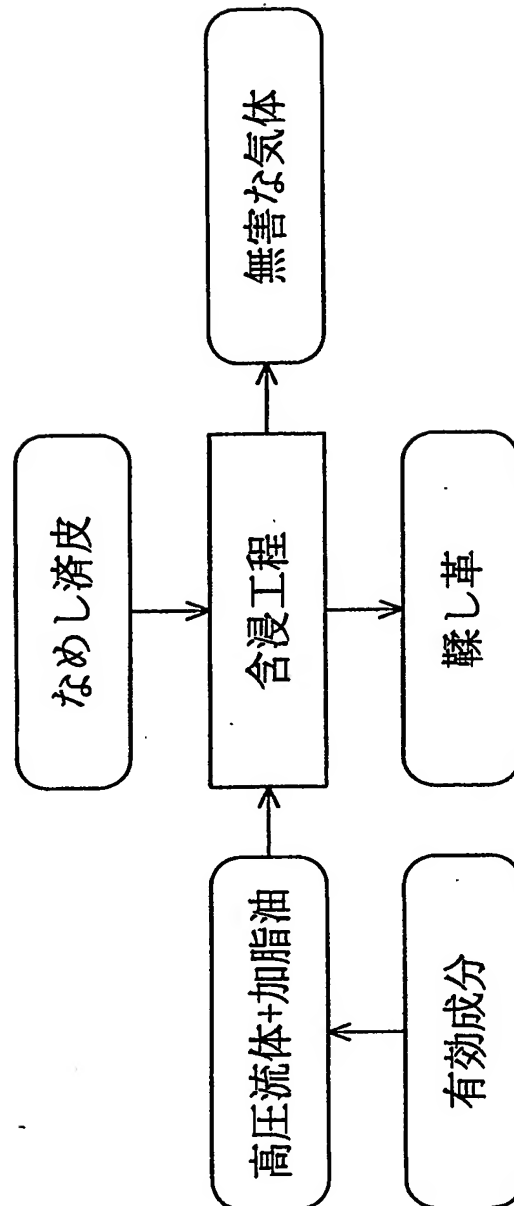 なめし済皮
高圧流体+加脂油
含浸工程
無害な気体
有効成分
鞣し革